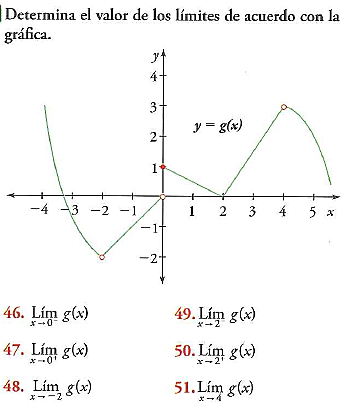 Determina el valor de los límites de acuerdo con la
gráfica.
y
4
3
2
1
y = g(x)
-4 -3 -2 -1 1 2 3 4 5 x
-1
-2
46. Lím g(x)
x→0⁻
49. Lím g(x)
x→2⁻
47. Lím g(x)
x→0⁺
50. Lím g(x)
x→2⁺
48. Lím g(x)
x→-2
51. Lím g(x)
x→4